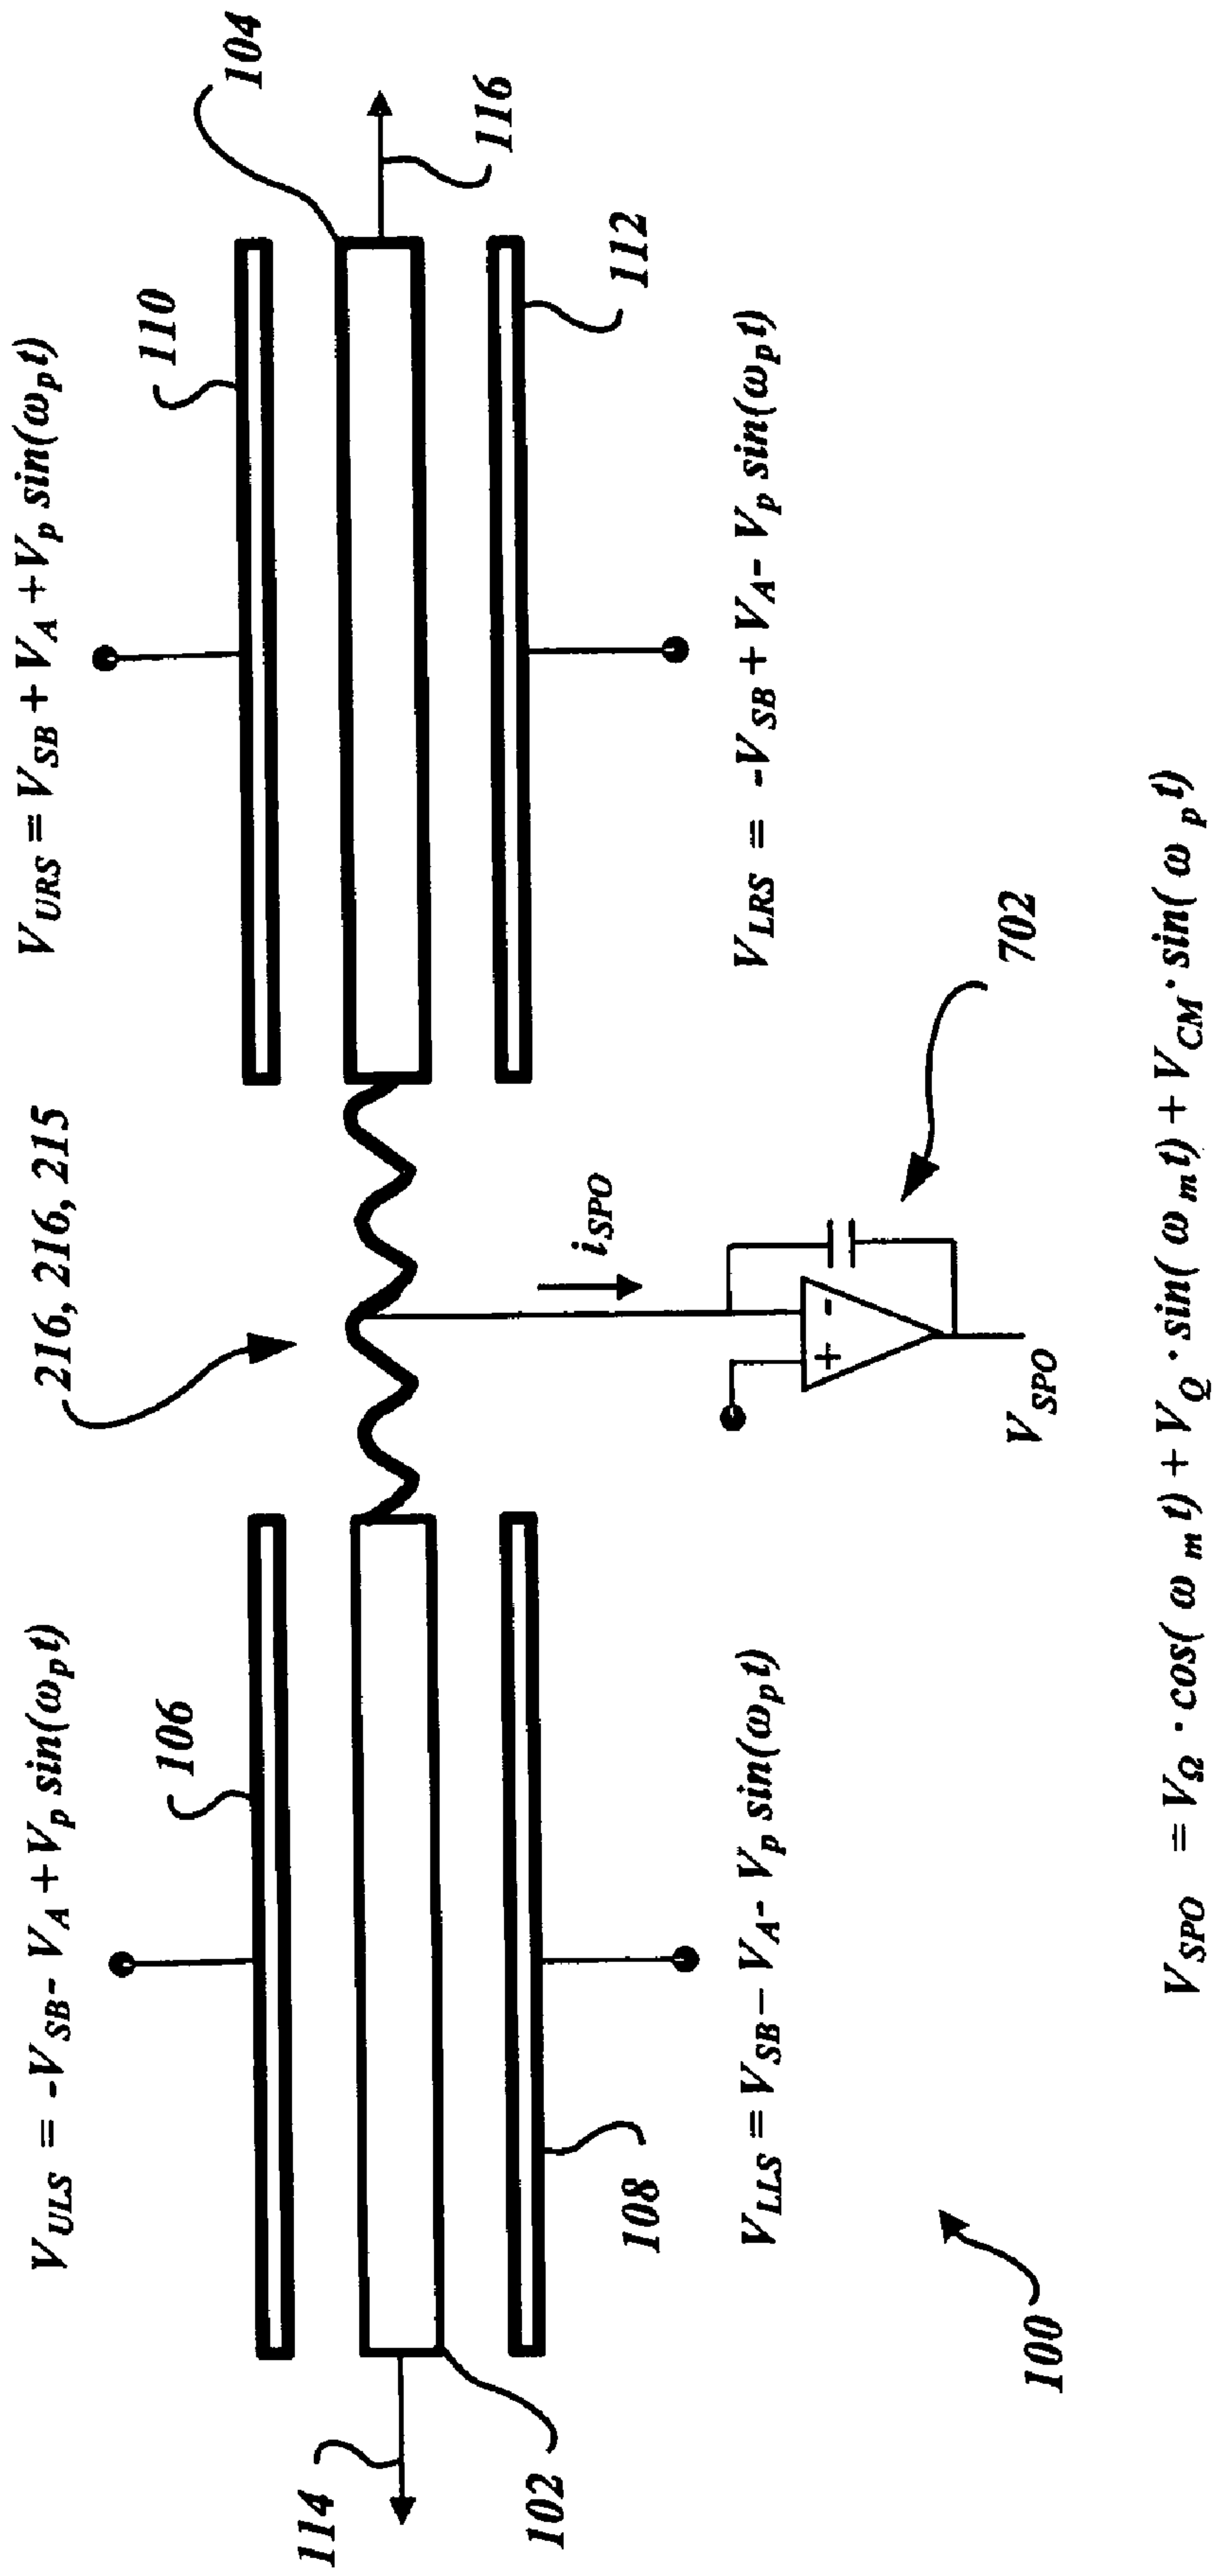 V_ULS = -V_SB - V_A + V_p sin(ω_p t)
V_URS = V_SB + V_A + V_p sin(ω_p t)
216, 216, 215
106
110
104
114
116
102
108
112
V_LLS = V_SB – V_A - V_p sin(ω_p t)
V_LRS = -V_SB + V_A - V_p sin(ω_p t)
i_SPO
+
-
702
V_SPO
100
V_SPO = V_Ω · cos( ω_m t) + V_Q · sin( ω_m t) + V_CM · sin( ω_p t)